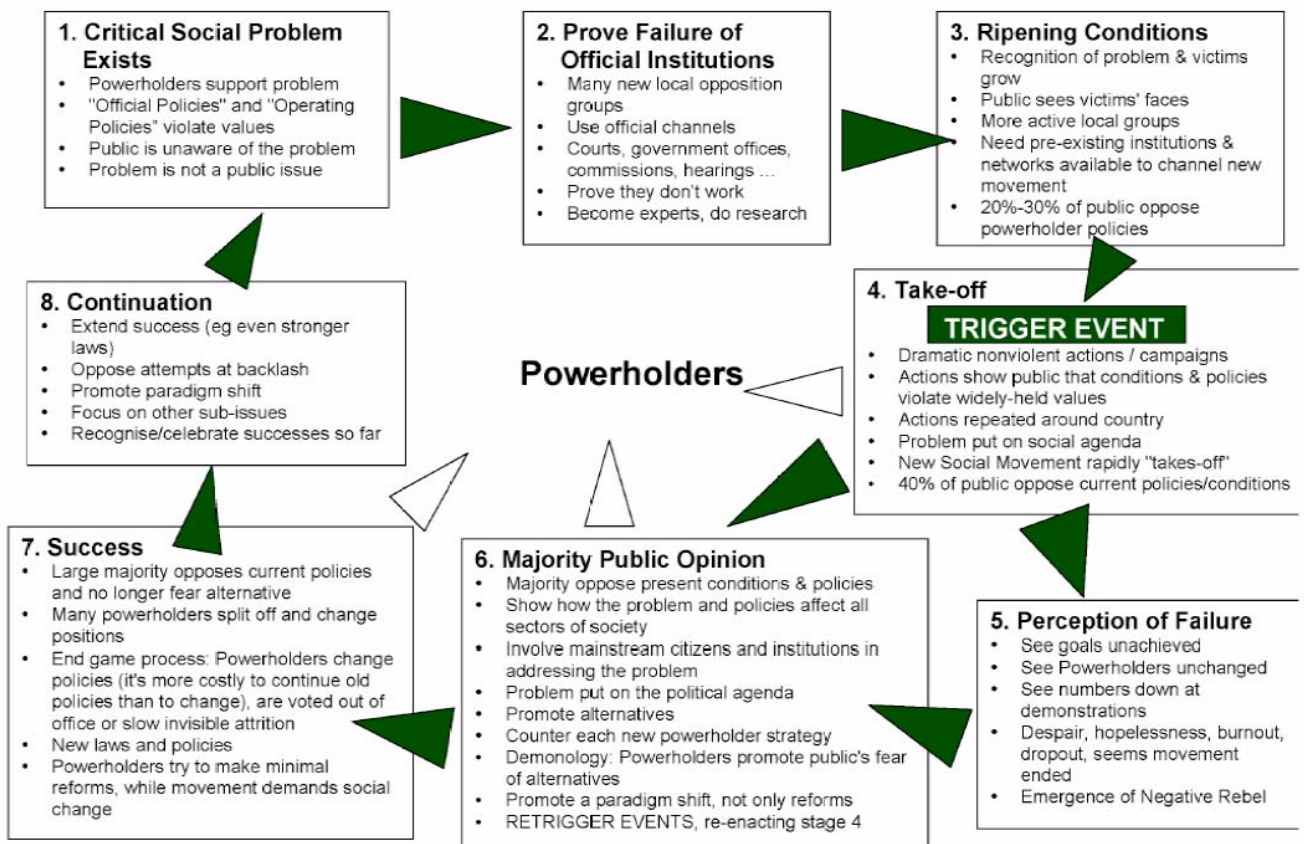 1. Critical Social Problem
Exists
• Powerholders support problem
• "Official Policies" and "Operating
Policies" violate values
• Public is unaware of the problem
• Problem is not a public issue
2. Prove Failure of
Official Institutions
• Many new local opposition
groups
• Use official channels
• Courts, government offices,
commissions, hearings ...
• Prove they don't work
• Become experts, do research
3. Ripening Conditions
• Recognition of problem & victims
grow
• Public sees victims' faces
• More active local groups
• Need pre-existing institutions &
networks available to channel new
movement
• 20%-30% of public oppose
powerholder policies
4. Take-off
TRIGGER EVENT
• Dramatic nonviolent actions / campaigns
• Actions show public that conditions & policies
violate widely-held values
• Actions repeated around country
• Problem put on social agenda
• New Social Movement rapidly "takes-off"
• 40% of public oppose current policies/conditions
Powerholders
5. Perception of Failure
• See goals unachieved
• See Powerholders unchanged
• See numbers down at
demonstrations
• Despair, hopelessness, burnout,
dropout, seems movement
ended
• Emergence of Negative Rebel
6. Majority Public Opinion
• Majority oppose present conditions & policies
• Show how the problem and policies affect all
sectors of society
• Involve mainstream citizens and institutions in
addressing the problem
• Problem put on the political agenda
• Promote alternatives
• Counter each new powerholder strategy
• Demonology: Powerholders promote public's fear
of alternatives
• Promote a paradigm shift, not only reforms
• RETRIGGER EVENTS, re-enacting stage 4
7. Success
• Large majority opposes current policies
and no longer fear alternative
• Many powerholders split off and change
positions
• End game process: Powerholders change
policies (it's more costly to continue old
policies than to change), are voted out of
office or slow invisible attrition
• New laws and policies
• Powerholders try to make minimal
reforms, while movement demands social
change
8. Continuation
• Extend success (eg even stronger
laws)
• Oppose attempts at backlash
• Promote paradigm shift
• Focus on other sub-issues
• Recognise/celebrate successes so far